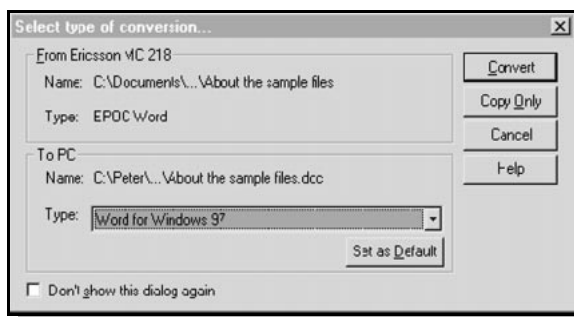 Select type of conversion...
From Ericsson MC 218
Name: C:\Documents\...\About the sample files
Type: EPOC Word
Convert
Copy Only
Cancel
Help
To PC
Name: C:\Peter\...\About the sample files.doc
Type: Word for Windows 97
Set as Default
Don't show this dialog again